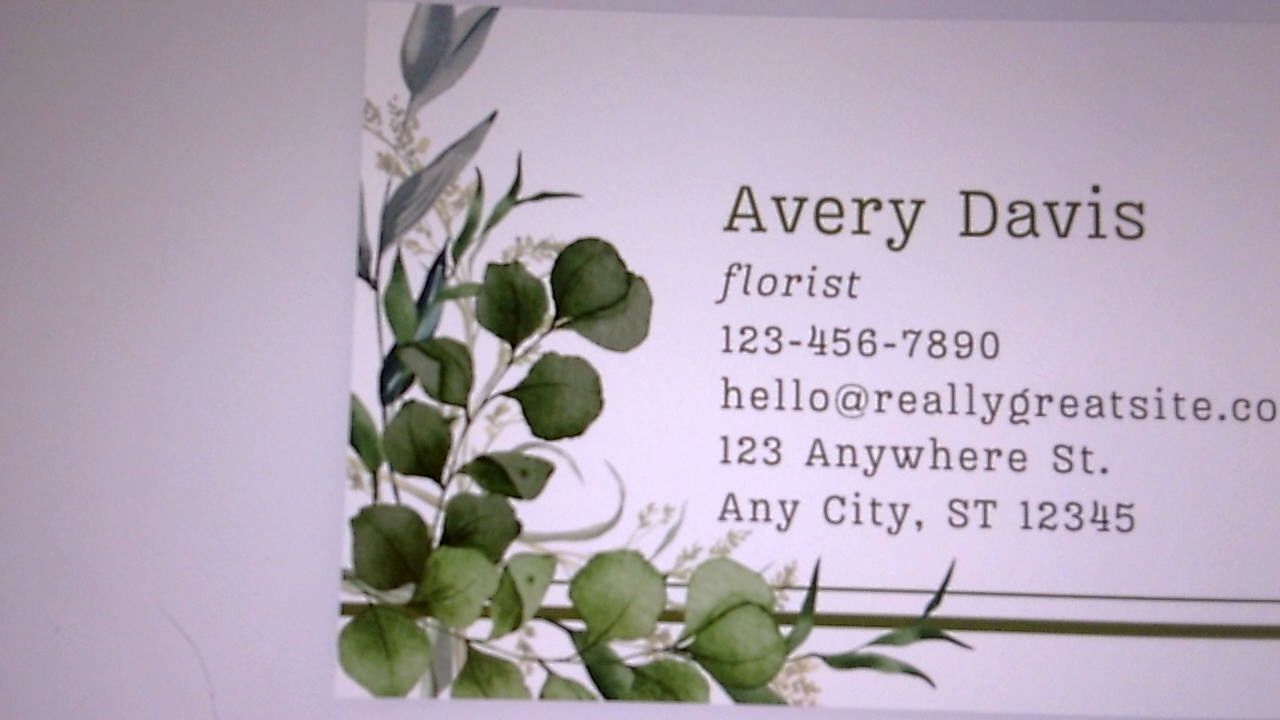 Avery Davis
florist
123-456-7890
hello@reallygreatsite.co
123 Anywhere St.
Any City, ST 12345